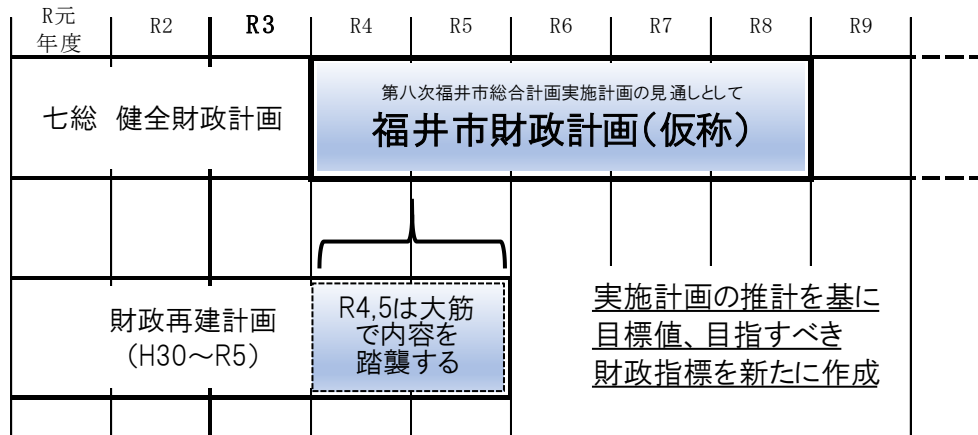 R元
年度
R2
R3
R4
R5
R6
R7
R8
R9
七総 健全財政計画
第八次福井市総合計画実施計画の見通しとして
福井市財政計画(仮称)
財政再建計画
(H30～R5)
R4,5は大筋
で内容を
踏襲する
実施計画の推計を基に
目標値、目指すべき
財政指標を新たに作成